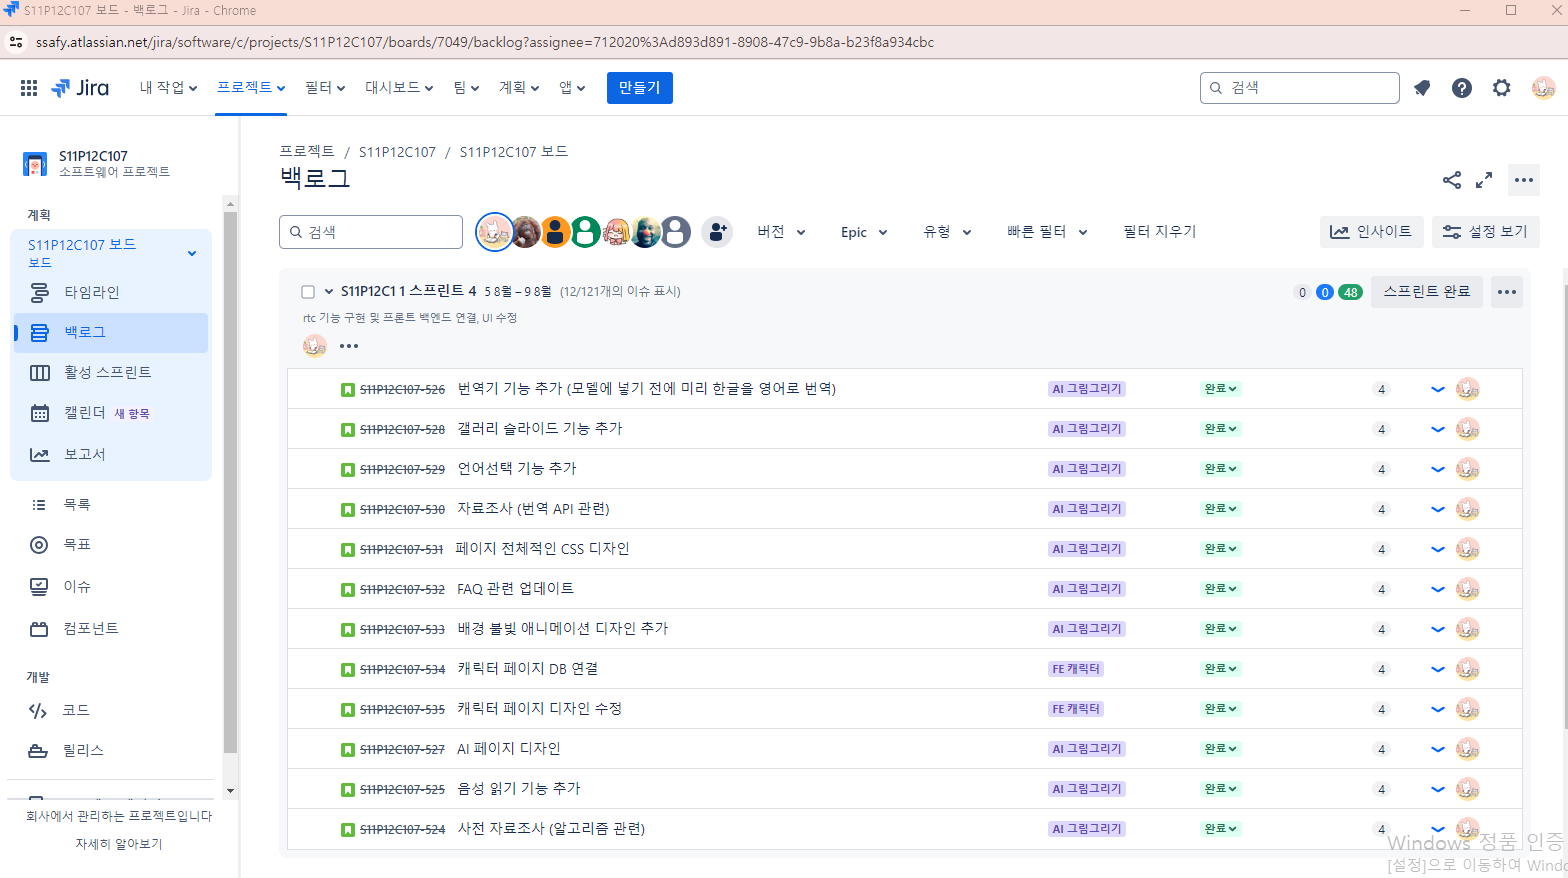 S11P12C107 보드 - 백로그 - Jira - Chrome
ssafy.atlassian.net/jira/software/c/projects/S11P12C107/boards/7049/backlog?assignee=712020%3Ad893d891-8908-47c9-9b8a-b23f8a934cbc
Jira 내 작업 프로젝트 필터 대시보드 팀 계획 앱 만들기 검색
S11P12C107
소프트웨어 프로젝트
계획
S11P12C107 보드
보드
타임라인
백로그
활성 스프린트
캘린더 새 항목
보고서
목록
목표
이슈
컴포넌트
개발
코드
릴리스
회사에서 관리하는 프로젝트입니다
자세히 알아보기
프로젝트 / S11P12C107 / S11P12C107 보드
백로그
검색 버전 Epic 유형 빠른 필터 필터 지우기 인사이트 설정 보기
S11P12C1 1 스프린트 4 5 8월 – 9 8월 (12/121개의 이슈 표시) 0 0 48 스프린트 완료
rtc 기능 구현 및 프론트 백엔드 연결, UI 수정
S11P12C107-526 번역기 기능 추가 (모델에 넣기 전에 미리 한글을 영어로 번역) AI 그림그리기 완료 4
S11P12C107-528 갤러리 슬라이드 기능 추가 AI 그림그리기 완료 4
S11P12C107-529 언어선택 기능 추가 AI 그림그리기 완료 4
S11P12C107-530 자료조사 (번역 API 관련) AI 그림그리기 완료 4
S11P12C107-531 페이지 전체적인 CSS 디자인 AI 그림그리기 완료 4
S11P12C107-532 FAQ 관련 업데이트 AI 그림그리기 완료 4
S11P12C107-533 배경 불빛 애니메이션 디자인 추가 AI 그림그리기 완료 4
S11P12C107-534 캐릭터 페이지 DB 연결 FE 캐릭터 완료 4
S11P12C107-535 캐릭터 페이지 디자인 수정 FE 캐릭터 완료 4
S11P12C107-527 AI 페이지 디자인 AI 그림그리기 완료 4
S11P12C107-525 음성 읽기 기능 추가 AI 그림그리기 완료 4
S11P12C107-524 사전 자료조사 (알고리즘 관련) AI 그림그리기 완료 4
Windows 정품 인증
[설정]으로 이동하여 Windo